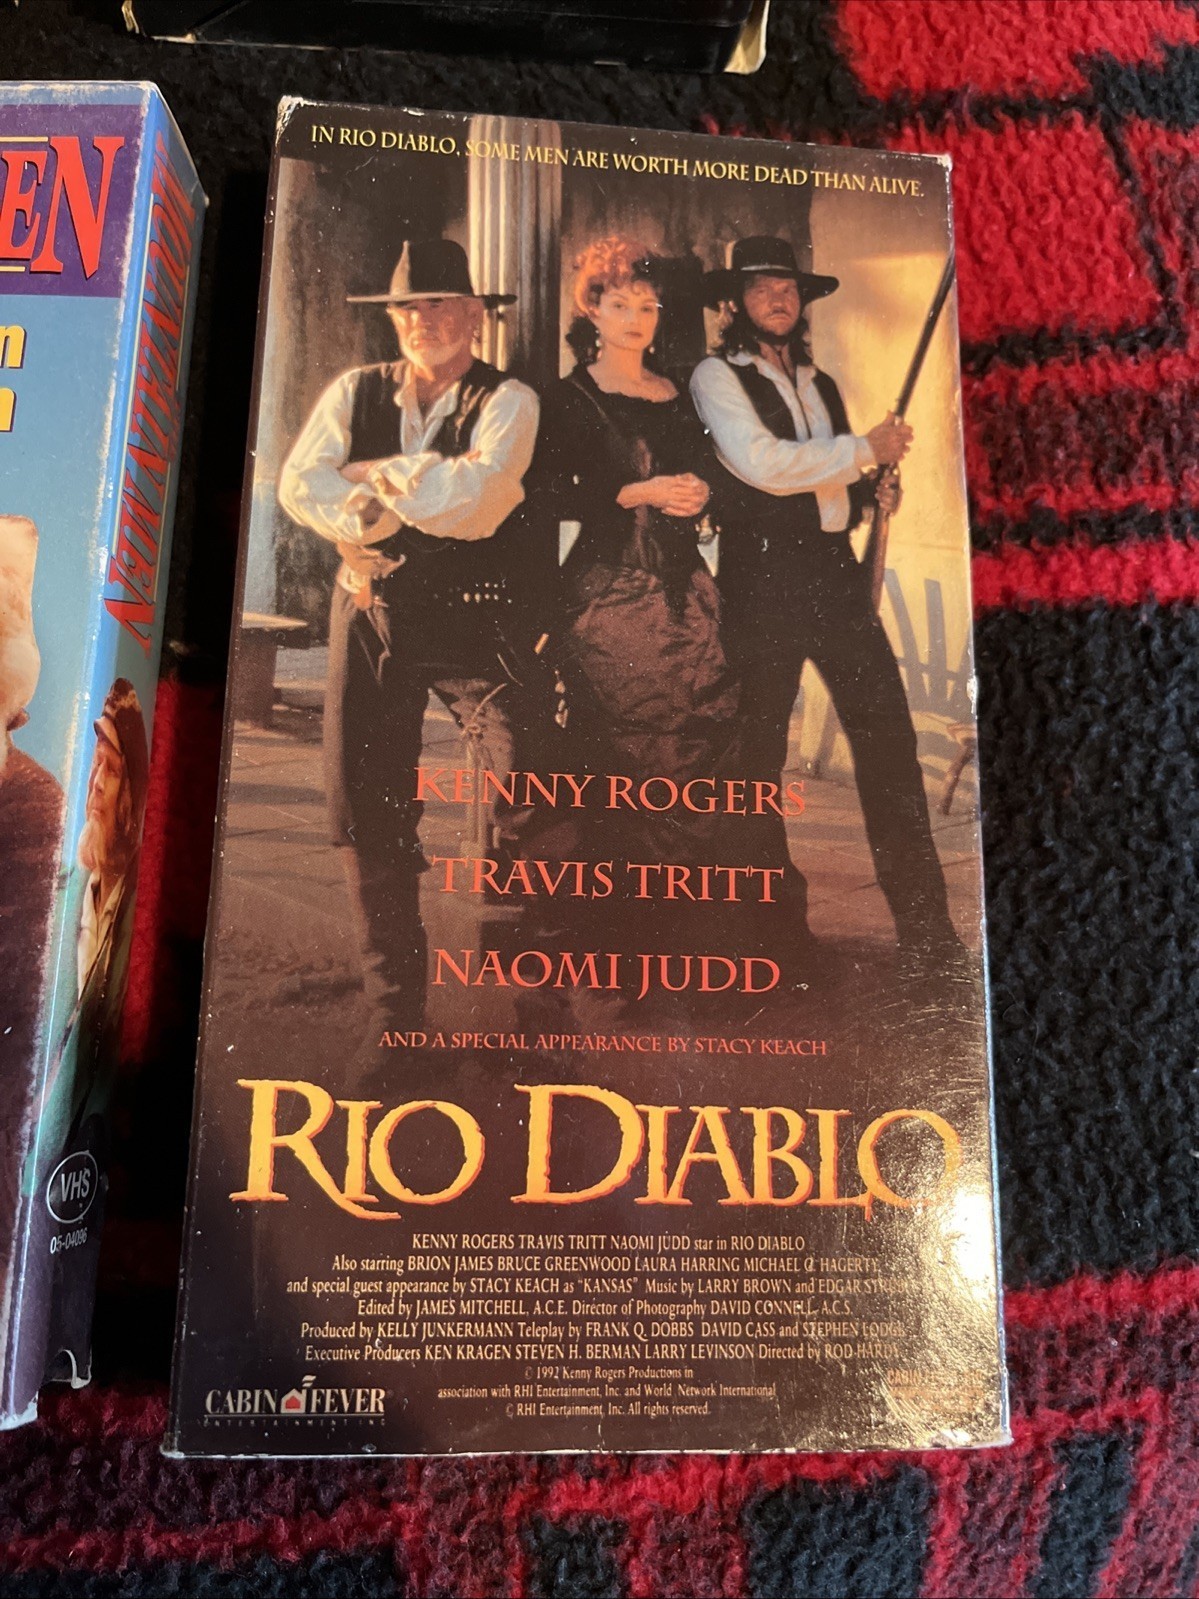 EN
n
n
VHS
05-04096
IN RIO DIABLO, SOME MEN ARE WORTH MORE DEAD THAN ALIVE.
KENNY ROGERS
TRAVIS TRITT
NAOMI JUDD
AND A SPECIAL APPEARANCE BY STACY KEACH
RIO DIABLO
KENNY ROGERS TRAVIS TRITT NAOMI JUDD star in RIO DIABLO
Also starring BRION JAMES BRUCE GREENWOOD LAURA HARRING MICHAEL G. HAGERTY,
and special guest appearance by STACY KEACH as "KANSAS" Music by LARRY BROWN and EDGAR
Edited by JAMES MITCHELL, A.C.E. Director of Photography DAVID CONNELL, A.C.S.
Produced by KELLY JUNKERMANN Teleplay by FRANK Q. DOBBS DAVID CASS and STEPHEN LODGE
Executive Producers KEN KRAGEN STEVEN H. BERMAN LARRY LEVINSON Directed by ROD HARDY
© 1992 Kenny Rogers Productions in
association with RHI Entertainment, Inc. and World Network International
© RHI Entertainment, Inc. All rights reserved.
CABIN FEVER
ENTERTAINMENT INC